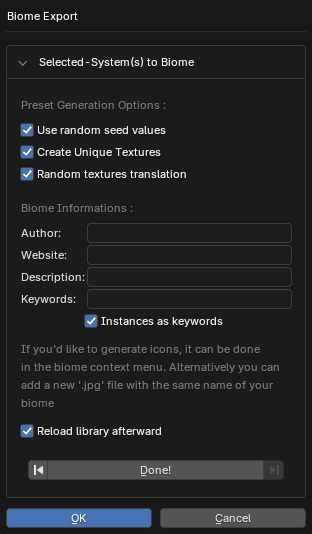 Biome Export
Selected-System(s) to Biome
Preset Generation Options :
Use random seed values
Create Unique Textures
Random textures translation
Biome Informations :
Author:
Website:
Description:
Keywords:
Instances as keywords
If you'd like to generate icons, it can be done
in the biome context menu. Alternatively you can
add a new '.jpg' file with the same name of your
biome
Reload library afterward
Done!
OK Cancel